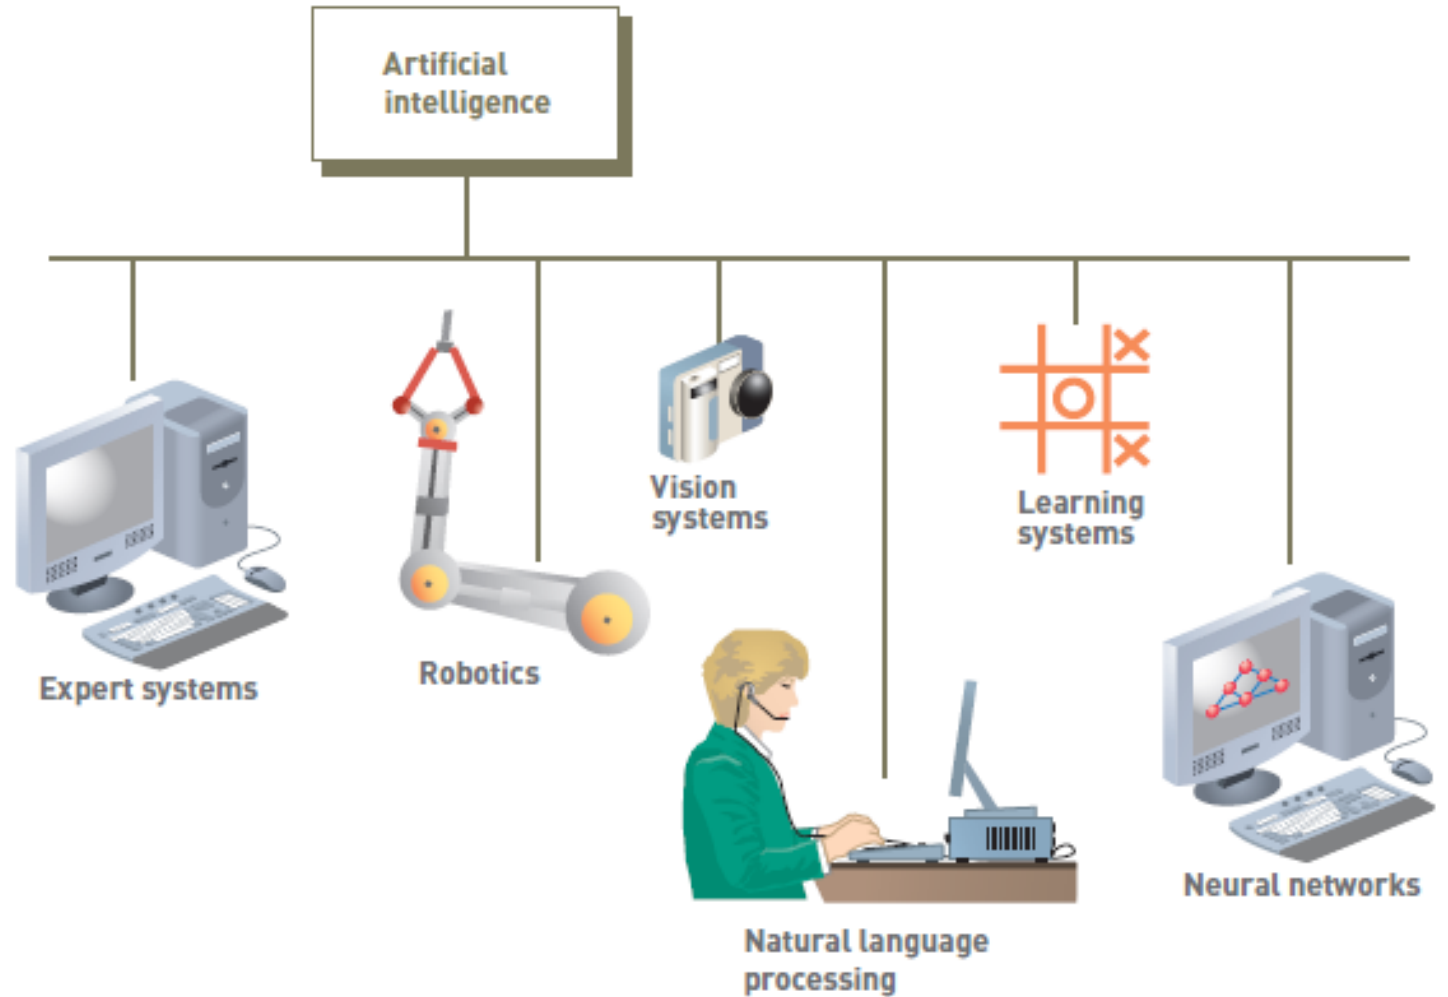 Artificial
intelligence
Expert systems
Robotics
Vision
systems
Natural language
processing
Learning
systems
Neural networks